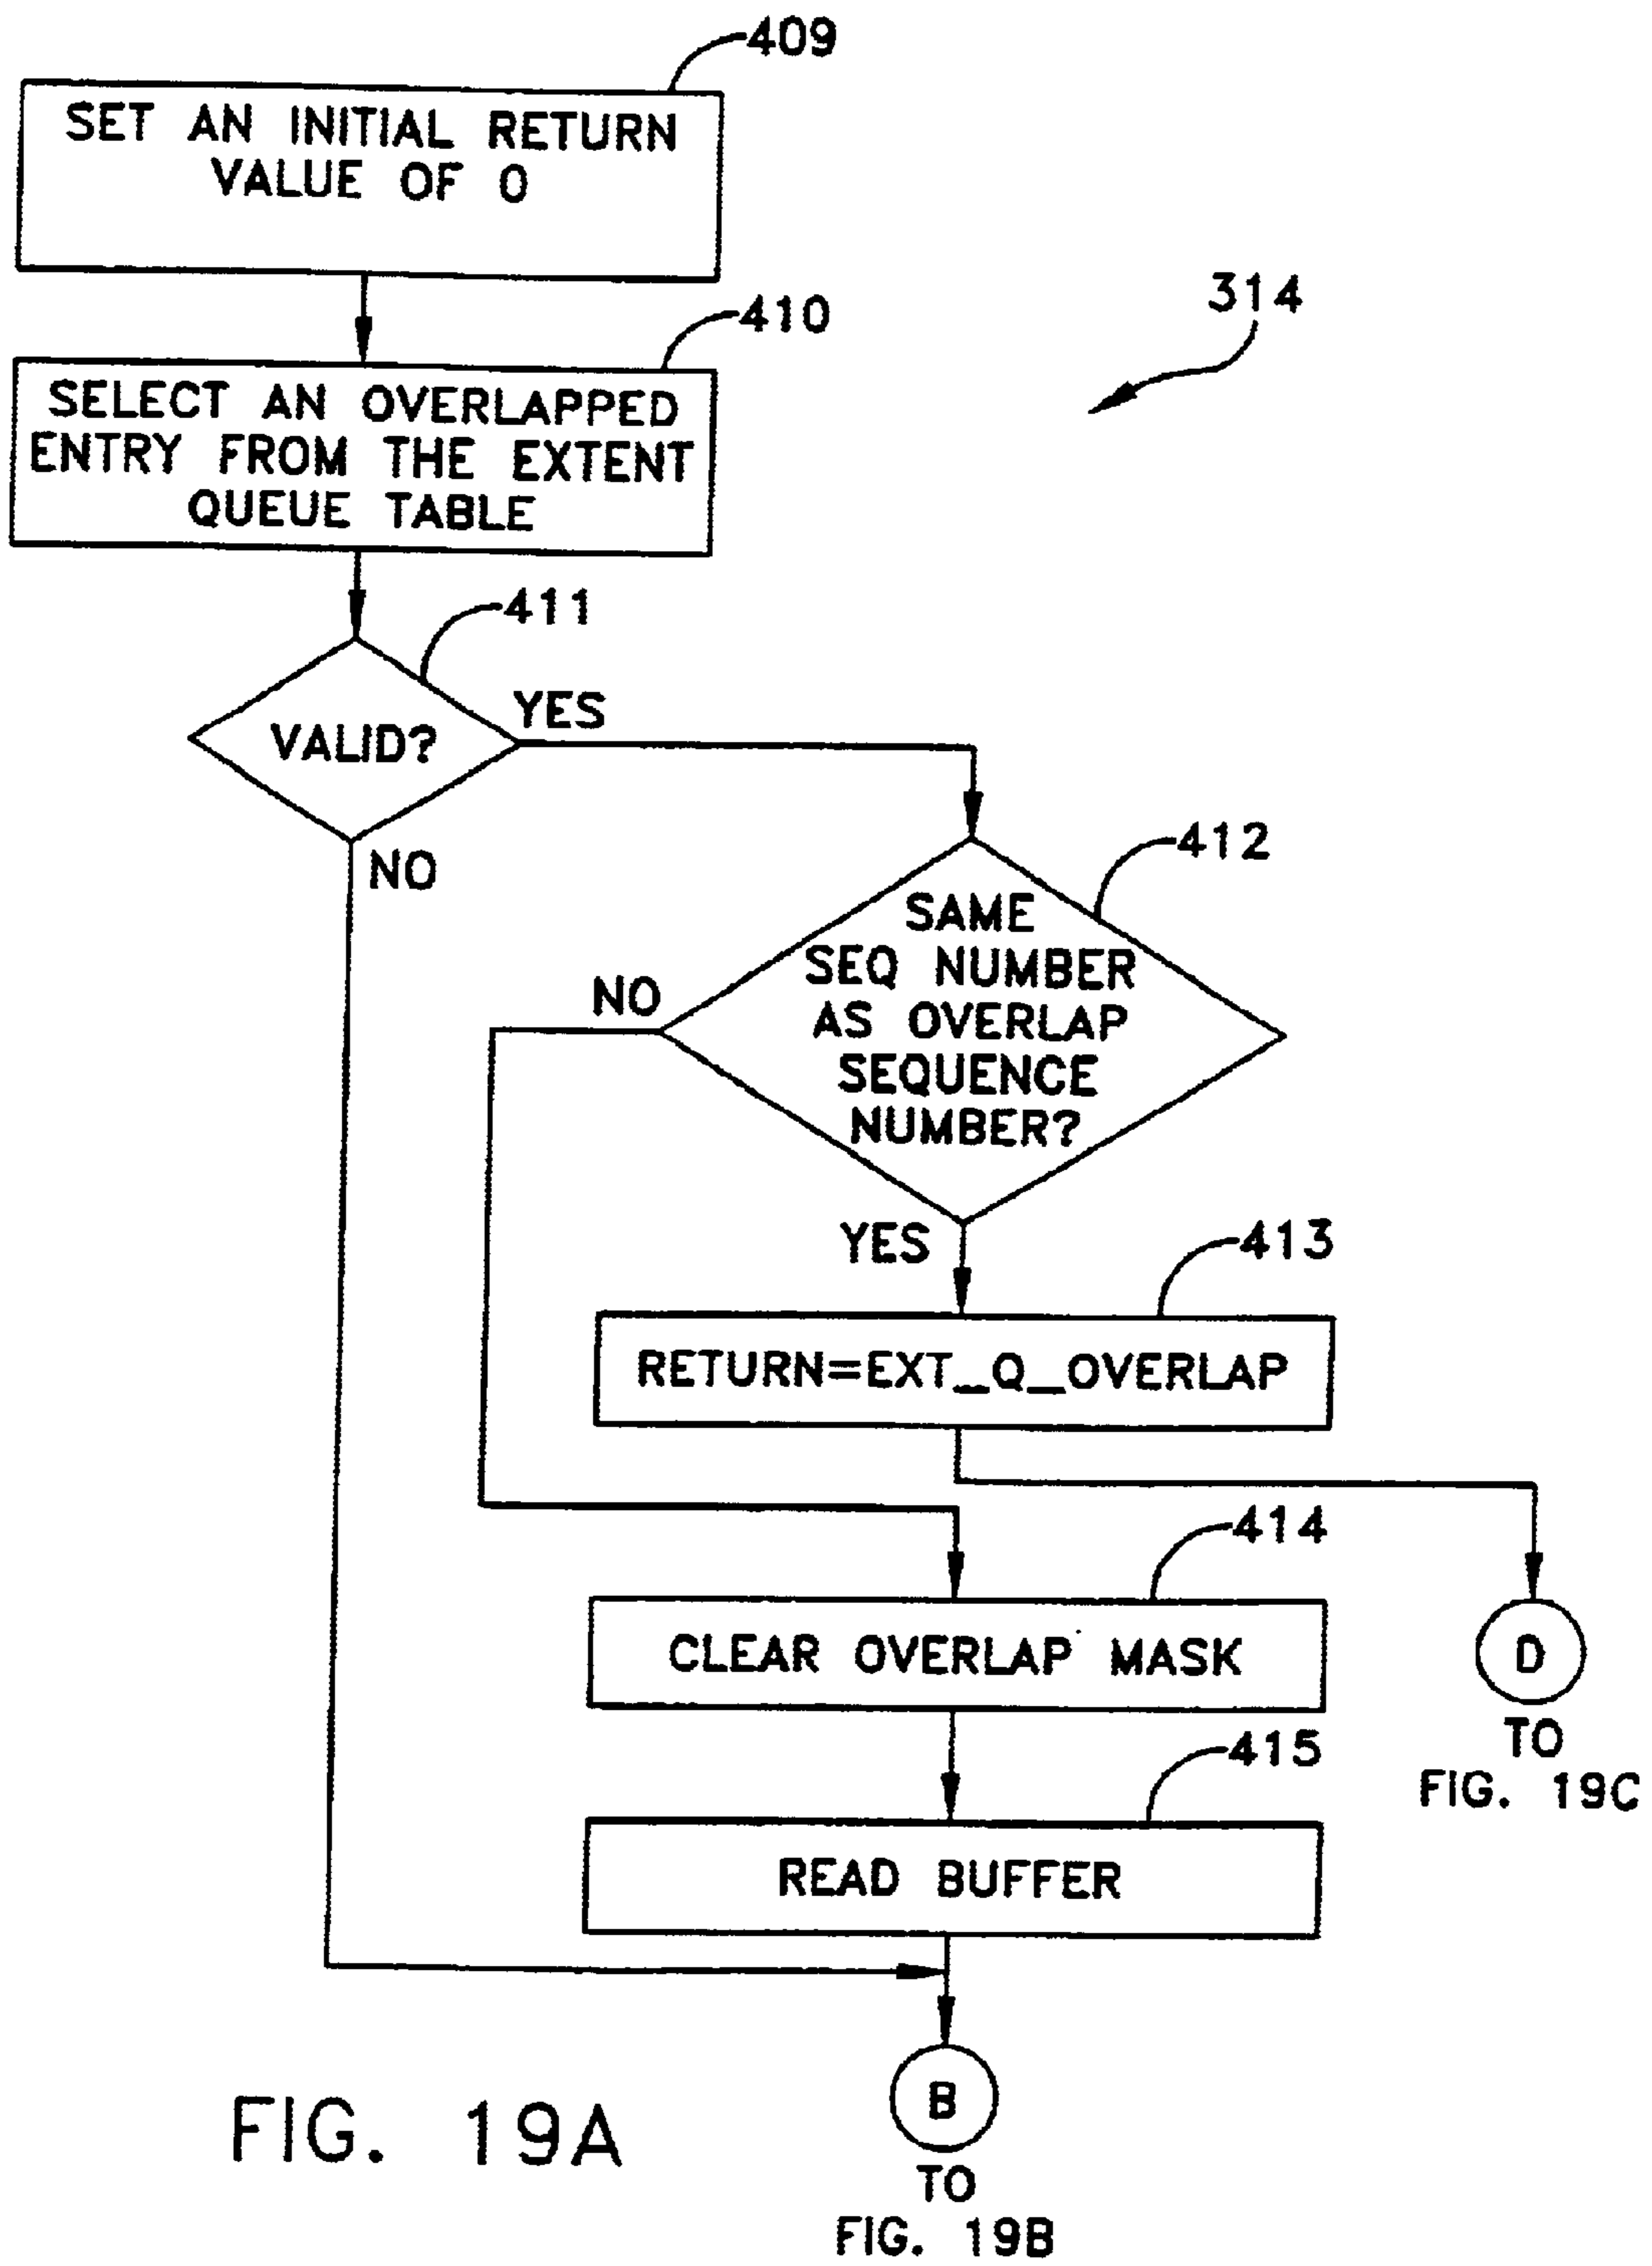 409
SET AN INITIAL RETURN
VALUE OF 0
410
314
SELECT AN OVERLAPPED
ENTRY FROM THE EXTENT
QUEUE TABLE
411
VALID?
YES
NO
412
SAME
SEQ NUMBER
AS OVERLAP
SEQUENCE
NUMBER?
NO
YES
413
RETURN=EXT_Q_OVERLAP
414
CLEAR OVERLAP MASK
D
TO
FIG. 19C
415
READ BUFFER
B
TO
FIG. 19B
FIG. 19A